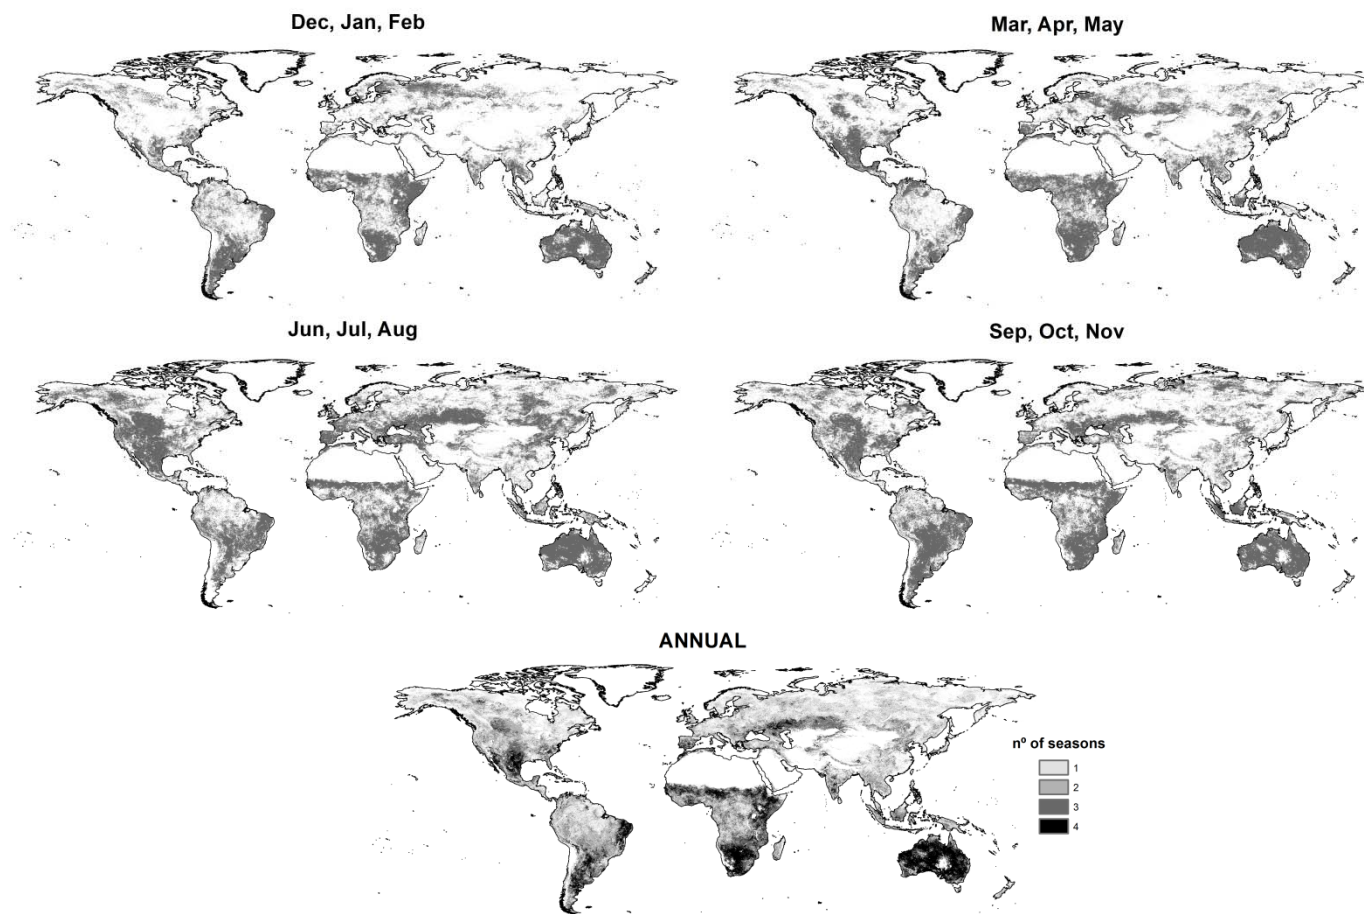 Dec, Jan, Feb
Mar, Apr, May
Jun, Jul, Aug
Sep, Oct, Nov
ANNUAL
nº of seasons
1
2
3
4